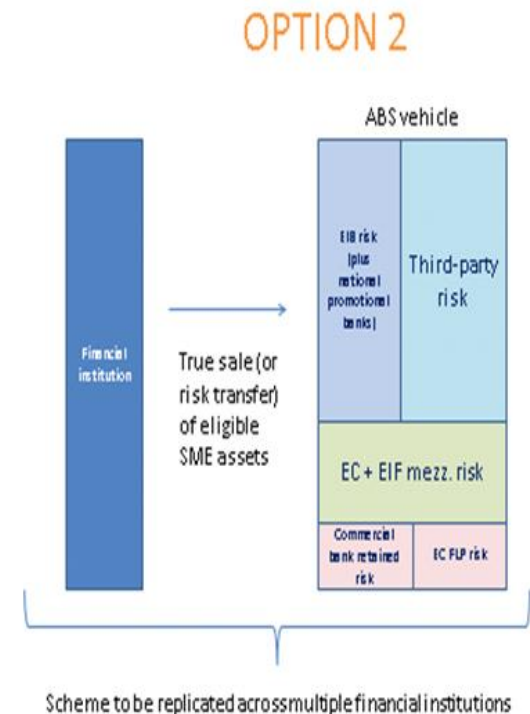 OPTION 2
ABS vehicle
Financial
institution
True sale (or
risk transfer)
of eligible
SME assets
EIB risk
(plus
national
promotional
banks)
Third-party
risk
EC + EIF mezz. risk
Commercial
bank retained
risk
EC FLP risk
Scheme to be replicated across multiple financial institutions